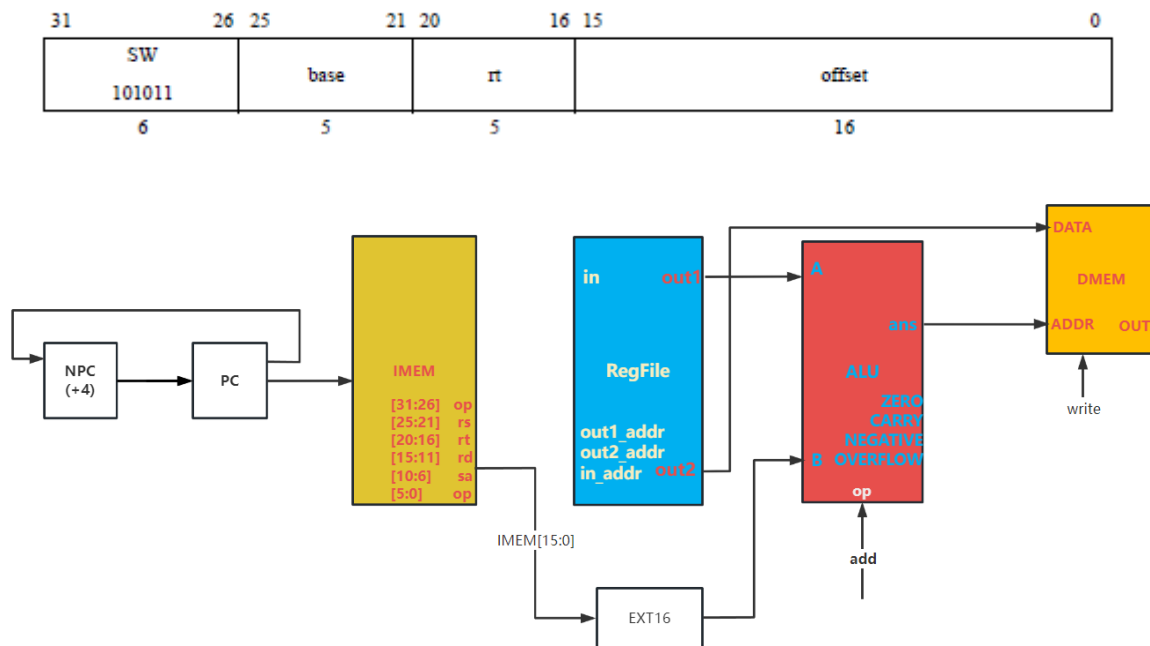 31 26 25 21 20 16 15 0
SW
101011
base
rt
offset
6 5 5 16
NPC
(+4)
PC
IMEM
[31:26] op
[25:21] rs
[20:16] rt
[15:11] rd
[10:6] sa
[5:0] op
IMEM[15:0]
EXT16
in
out1
RegFile
out1_addr
out2_addr
in_addr
out2
A
ans
ALU
ZERO
CARRY
NEGATIVE
B OVERFLOW
op
add
DATA
DMEM
ADDR OUT
write